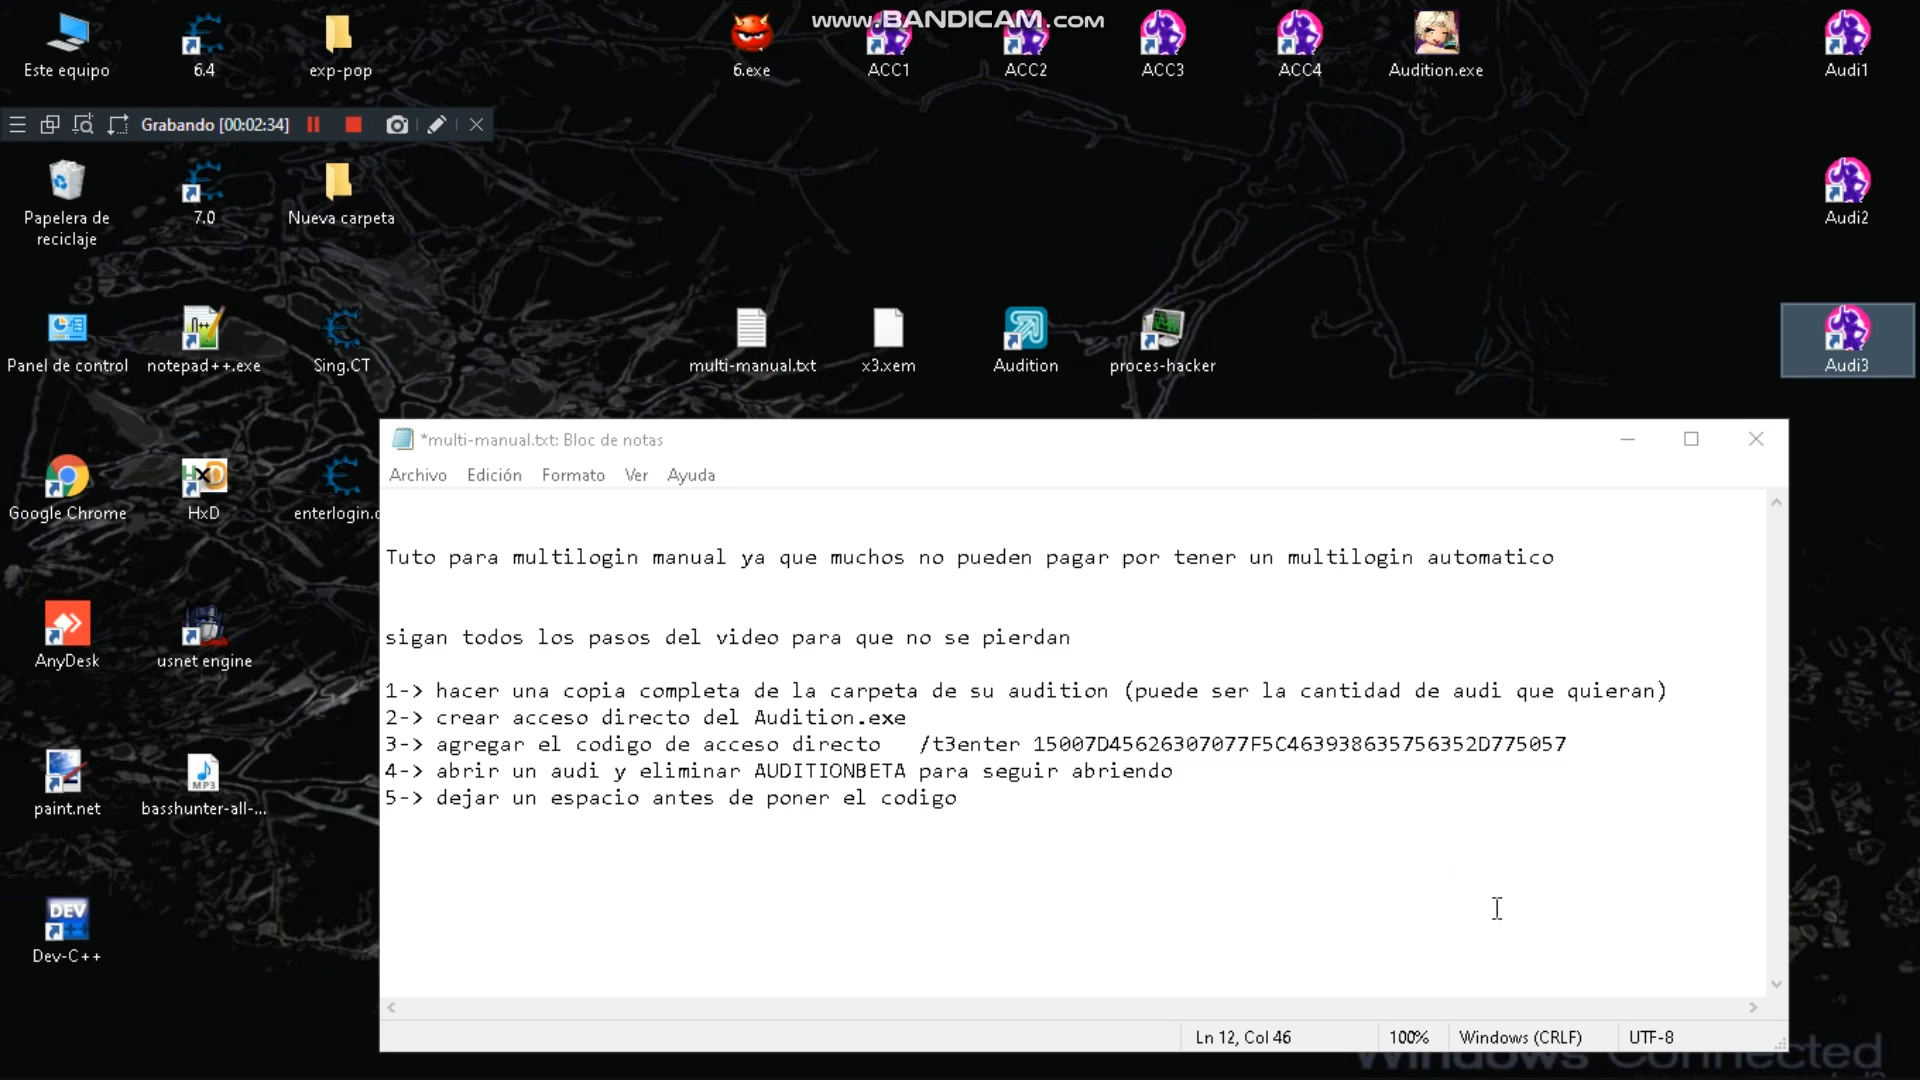 www.BANDICAM.com
Este equipo
6.4
exp-pop
6.exe
ACC1
ACC2
ACC3
ACC4
Audition.exe
Audi1
Grabando [00:02:34]
Papelera de
reciclaje
7.0
Nueva carpeta
Audi2
Panel de control
notepad++.exe
Sing.CT
multi-manual.txt
x3.xem
Audition
proces-hacker
Audi3
*multi-manual.txt: Bloc de notas
Archivo Edición Formato Ver Ayuda
Google Chrome
HxD
enterlogin.c
Tuto para multilogin manual ya que muchos no pueden pagar por tener un multilogin automatico
sigan todos los pasos del video para que no se pierdan
1-> hacer una copia completa de la carpeta de su audition (puede ser la cantidad de audi que quieran)
2-> crear acceso directo del Audition.exe
3-> agregar el codigo de acceso directo /t3enter 15007D45626307077F5C463938635756352D775057
4-> abrir un audi y eliminar AUDITIONBETA para seguir abriendo
5-> dejar un espacio antes de poner el codigo
AnyDesk
usnet engine
paint.net
MP3
basshunter-all-...
DEV
Dev-C++
Ln 12, Col 46
100%
Windows (CRLF)
UTF-8
Windows Connected